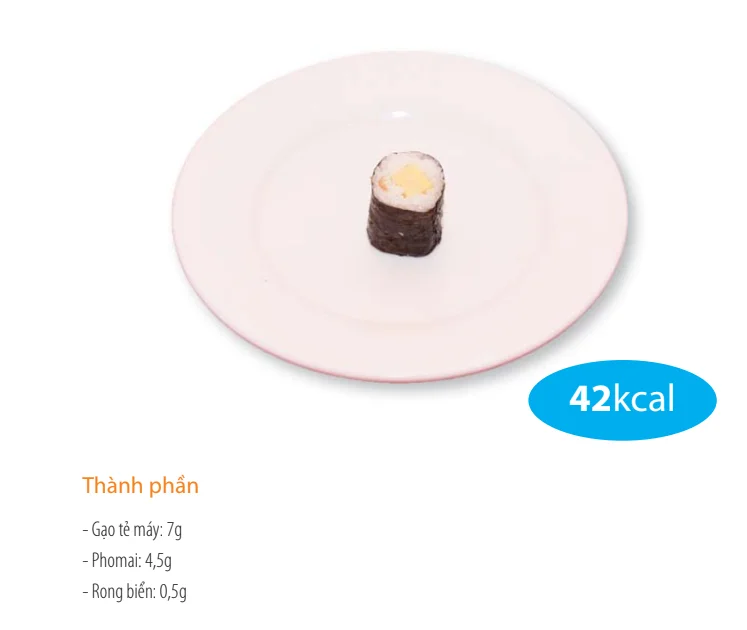 42kcal
Thành phần
- Gạo tẻ máy: 7g
- Phomai: 4,5g
- Rong biển: 0,5g